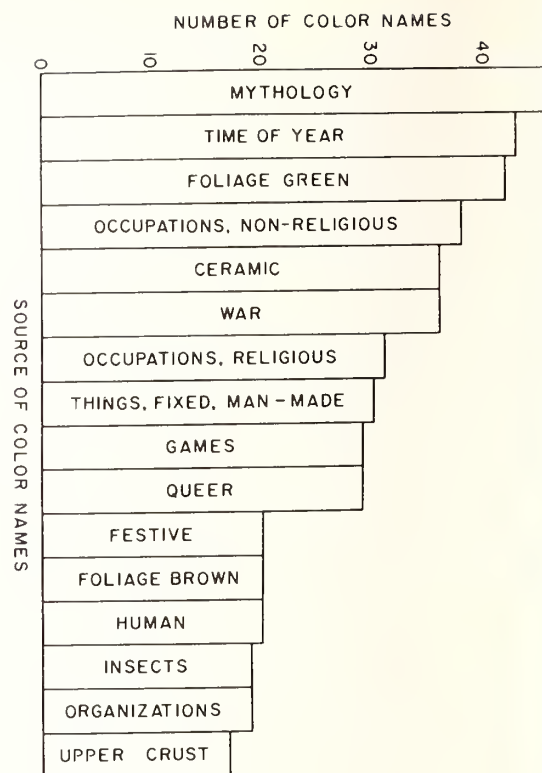 NUMBER OF COLOR NAMES
0 10 20 30 40
MYTHOLOGY
TIME OF YEAR
FOLIAGE GREEN
OCCUPATIONS, NON-RELIGIOUS
CERAMIC
WAR
OCCUPATIONS, RELIGIOUS
THINGS, FIXED, MAN-MADE
GAMES
QUEER
FESTIVE
FOLIAGE BROWN
HUMAN
INSECTS
ORGANIZATIONS
UPPER CRUST
SOURCE OF COLOR NAMES